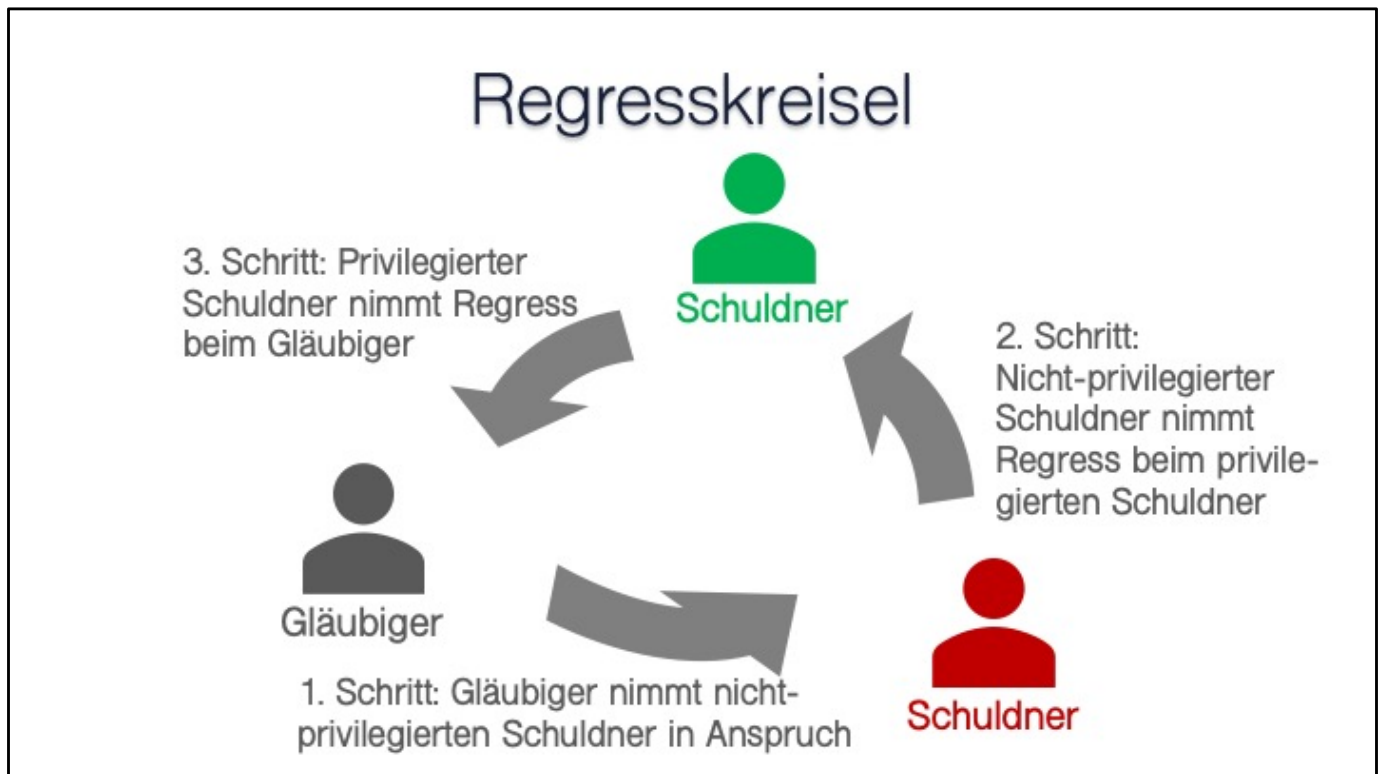 Regresskreisel
3. Schritt: Privilegierter
Schuldner nimmt Regress
beim Gläubiger
Schuldner
2. Schritt:
Nicht-privilegierter
Schuldner nimmt
Regress beim privile-
gierten Schuldner
Gläubiger
1. Schritt: Gläubiger nimmt nicht-
privilegierten Schuldner in Anspruch
Schuldner